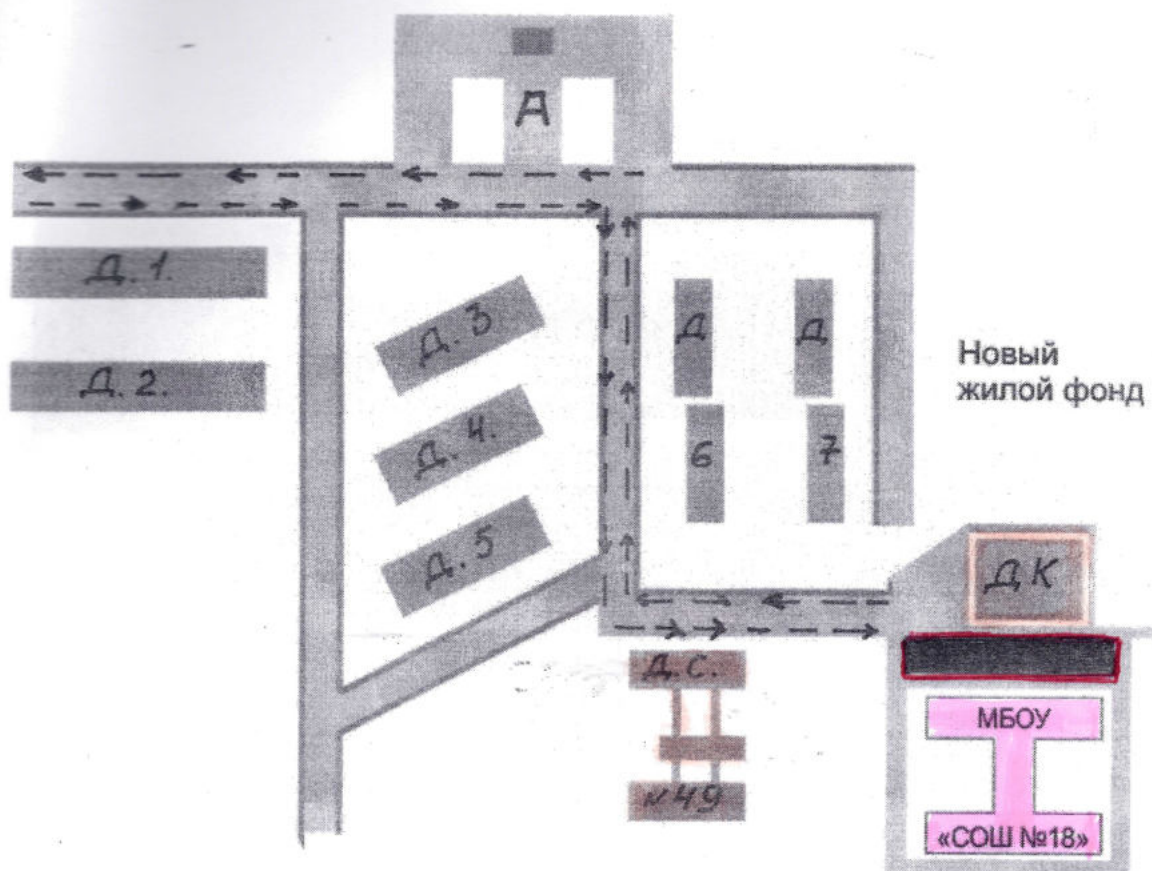 Д
Д. 1.
Д. 2.
Д. 3
Д. 4.
Д. 5
Д
Д
6
7
Новый
жилой фонд
ДК
Д.С.
№49
МБОУ
«СОШ №18»